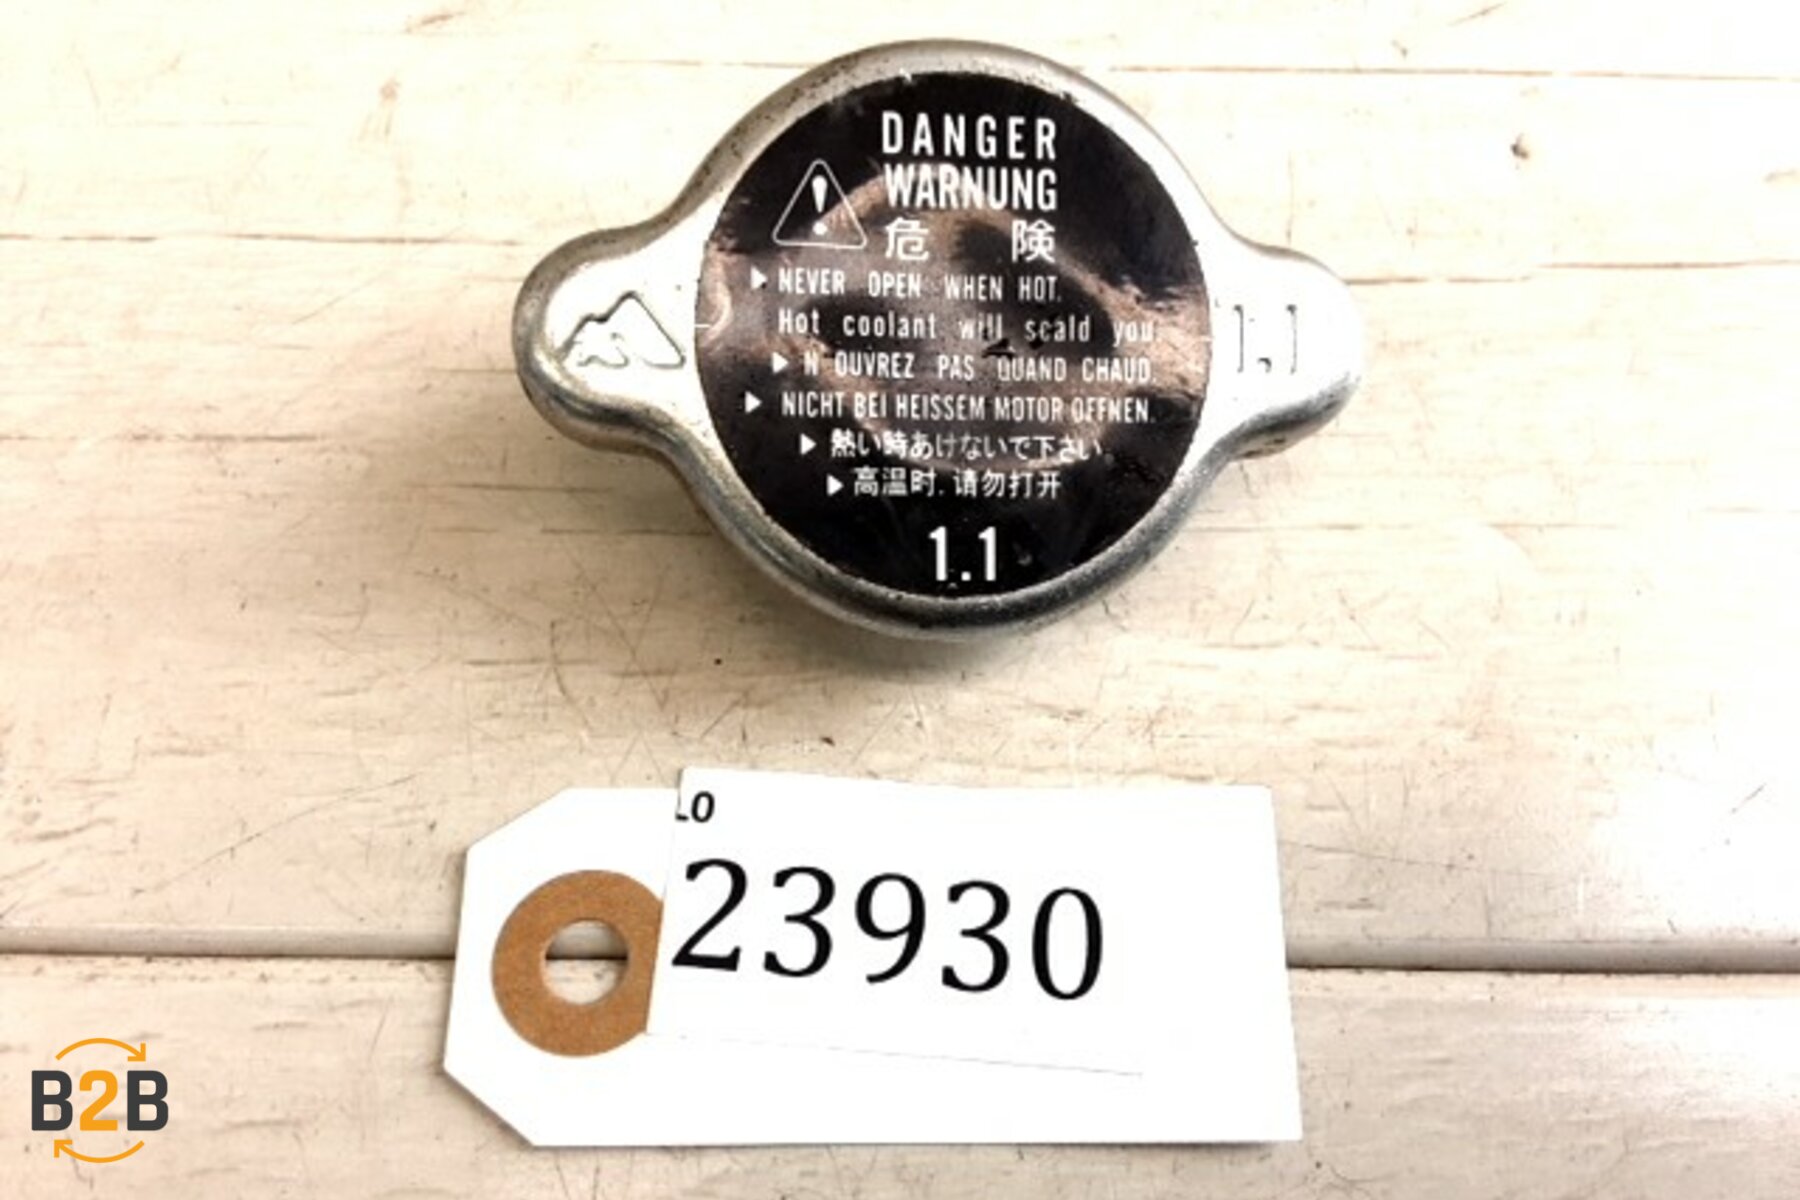 DANGER
WARNUNG
危 険
▶ NEVER OPEN WHEN HOT.
Hot coolant will scald you
▶ N'OUVREZ PAS QUAND CHAUD.
▶ NICHT BEI HEISSEM MOTOR OFFNEN.
▶ 熱い時あけないで下さい。
▶ 高温时.请勿打开
1.1
1.1
LO
23930
B2B